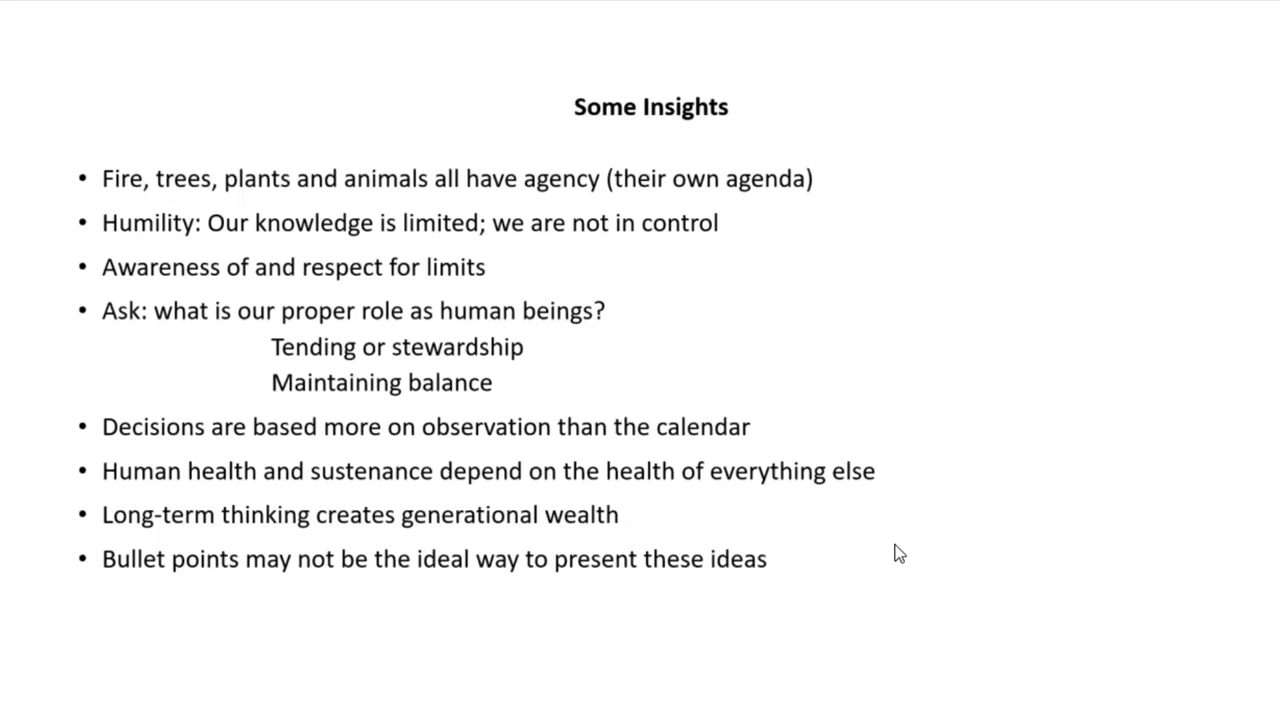 Some Insights
• Fire, trees, plants and animals all have agency (their own agenda)
• Humility: Our knowledge is limited; we are not in control
• Awareness of and respect for limits
• Ask: what is our proper role as human beings?
Tending or stewardship
Maintaining balance
• Decisions are based more on observation than the calendar
• Human health and sustenance depend on the health of everything else
• Long-term thinking creates generational wealth
• Bullet points may not be the ideal way to present these ideas